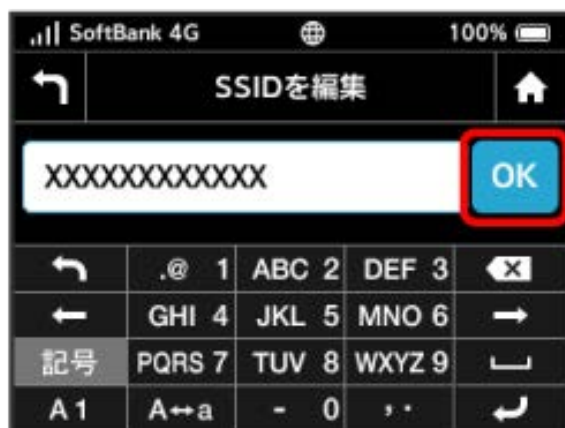 SoftBank 4G 100%
SSIDを編集
XXXXXXXXXXXX OK
.@ 1 ABC 2 DEF 3
GHI 4 JKL 5 MNO 6
記号 PQRS 7 TUV 8 WXYZ 9
A 1 A↔a - 0 , .